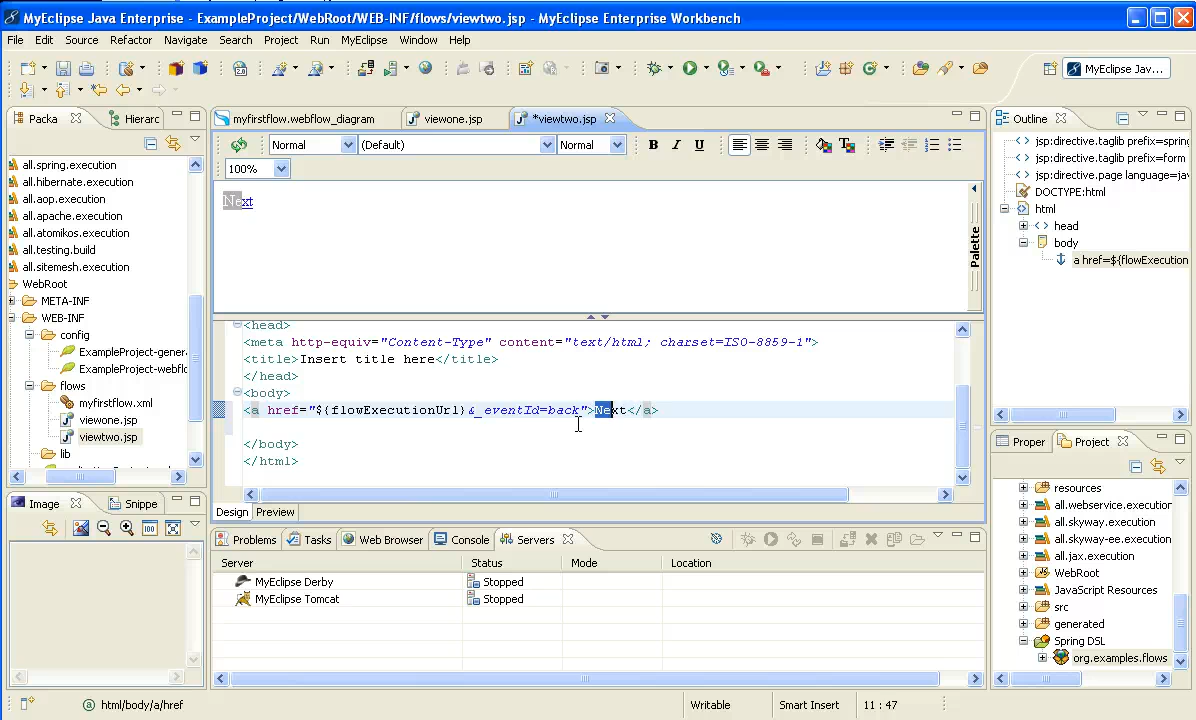 MyEclipse Java Enterprise - ExampleProject/WebRoot/WEB-INF/flows/viewtwo.jsp - MyEclipse Enterprise Workbench
File Edit Source Refactor Navigate Search Project Run MyEclipse Window Help
MyEclipse Jav...
Packa Hierarc
all.spring.execution
all.hibernate.execution
all.aop.execution
all.apache.execution
all.atomikos.execution
all.testing.build
all.sitemesh.execution
WebRoot
META-INF
WEB-INF
config
ExampleProject-gener
ExampleProject-webflo
flows
myfirstflow.xml
viewone.jsp
viewtwo.jsp
lib
Image Snippe
myfirstflow.webflow_diagram viewone.jsp *viewtwo.jsp
Normal (Default) Normal B I U
100%
Next
Palette
<head>
<meta http-equiv="Content-Type" content="text/html; charset=ISO-8859-1">
<title>Insert title here</title>
</head>
<body>
<a href="${flowExecutionUrl}&_eventId=back">Next</a>
</body>
</html>
Design Preview
Problems Tasks Web Browser Console Servers
Server Status Mode Location
MyEclipse Derby Stopped
MyEclipse Tomcat Stopped
Outline
jsp:directive.taglib prefix=spring
jsp:directive.taglib prefix=form
jsp:directive.page language=jav
DOCTYPE:html
html
head
body
a href=${flowExecution
Proper Project
resources
all.webservice.execution
all.skyway.execution
all.skyway-ee.execution
all.jax.execution
WebRoot
JavaScript Resources
src
generated
Spring DSL
org.examples.flows
html/body/a/href Writable Smart Insert 11 : 47